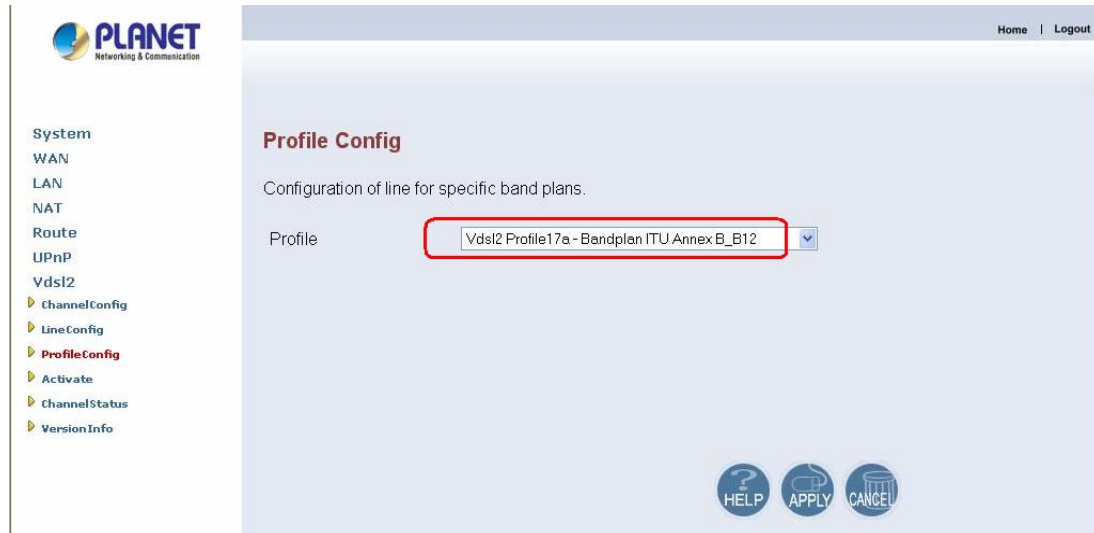 PLANET
Networking & Communication
Home | Logout
System
WAN
LAN
NAT
Route
UPnP
Vdsl2
ChannelConfig
LineConfig
ProfileConfig
Activate
ChannelStatus
VersionInfo
Profile Config
Configuration of line for specific band plans.
Profile
Vdsl2 Profile17a - Bandplan ITU Annex B_B12
HELP
APPLY
CANCEL